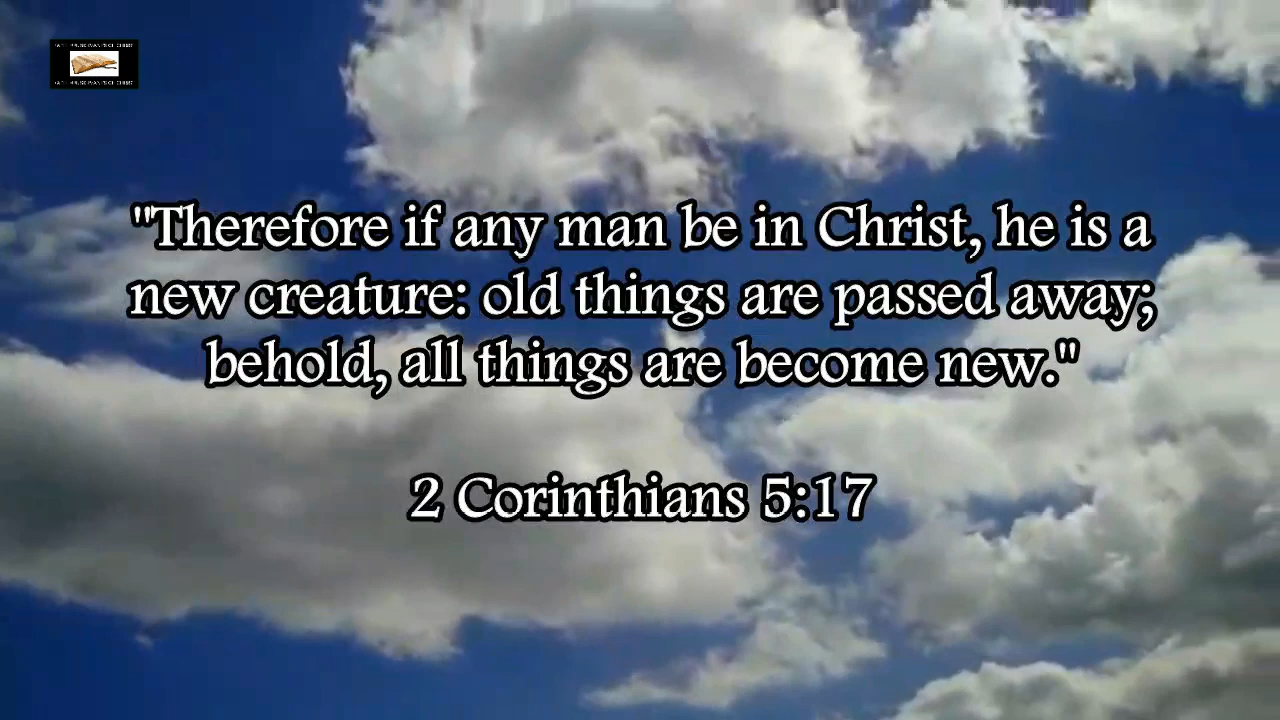 "Therefore if any man be in Christ, he is a
new creature: old things are passed away;
behold, all things are become new."
2 Corinthians 5:17